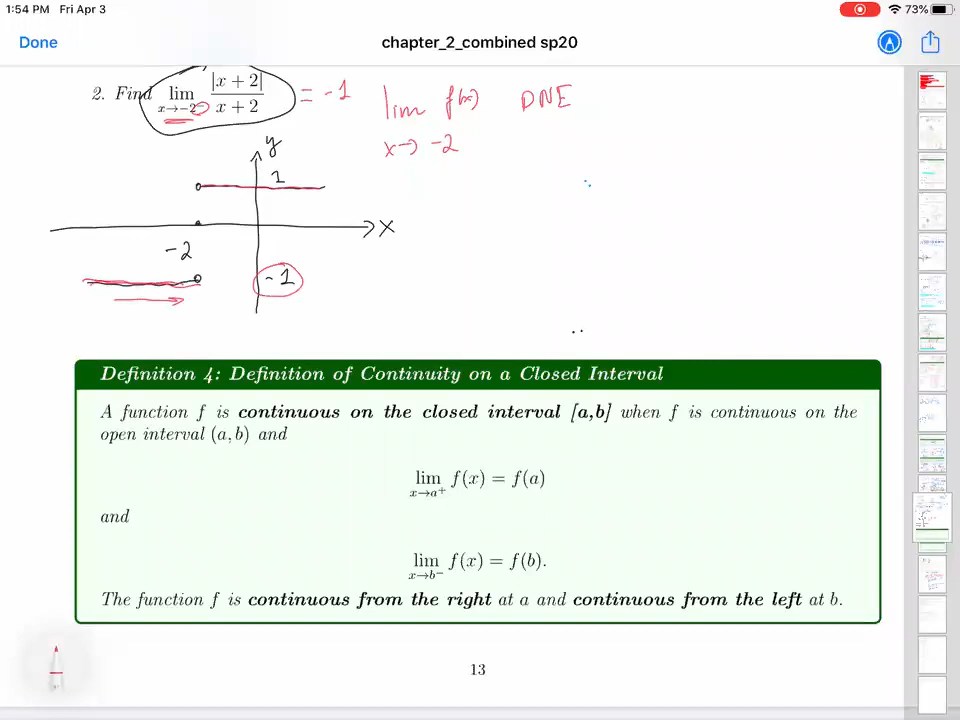 1:54 PM Fri Apr 3 73%
Done chapter_2_combined sp20
2. Find lim x→-2⁻ |x + 2| / x + 2 = -1 lim x→ -2 f(x) DNE
y
1
x
-2
-1
Definition 4: Definition of Continuity on a Closed Interval
A function f is continuous on the closed interval [a,b] when f is continuous on the
open interval (a, b) and
lim x→a⁺ f(x) = f(a)
and
lim x→b⁻ f(x) = f(b).
The function f is continuous from the right at a and continuous from the left at b.
13